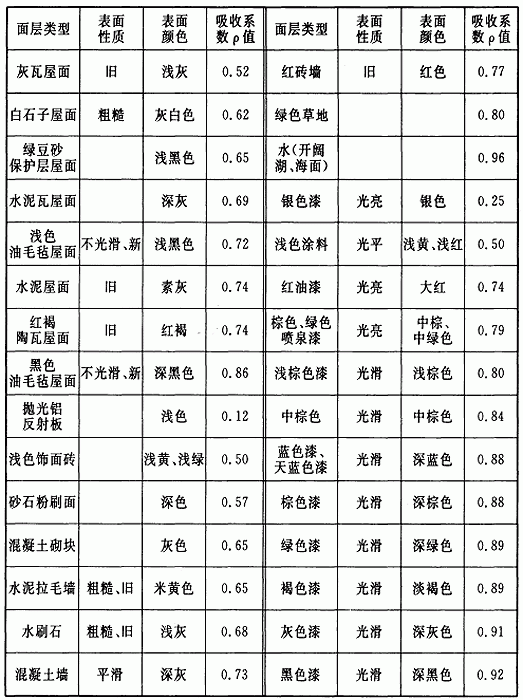 面层类型 表面性质 表面颜色 吸收系数ρ值 面层类型 表面性质 表面颜色 吸收系数ρ值
灰瓦屋面 旧 浅灰 0.52 红砖墙 旧 红色 0.77
白石子屋面 粗糙 灰白色 0.62 绿色草地 0.80
绿豆砂保护层屋面 浅黑色 0.65 水(开阔湖、海面) 0.96
水泥瓦屋面 深灰 0.69 银色漆 光亮 银色 0.25
浅色油毛毡屋面 不光滑、新 浅黑色 0.72 浅色涂料 光平 浅黄、浅红 0.50
水泥屋面 旧 素灰 0.74 红油漆 光亮 大红 0.74
红褐陶瓦屋面 旧 红褐 0.74 棕色、绿色喷泉漆 光亮 中棕、中绿色 0.79
黑色油毛毡屋面 不光滑、新 深黑色 0.86 浅棕色漆 光滑 浅棕色 0.80
抛光铝反射板 浅色 0.12 中棕色 光滑 中棕色 0.84
浅色饰面砖 浅黄、浅绿 0.50 蓝色漆、天蓝色漆 光滑 深蓝色 0.88
砂石粉刷面 深色 0.57 棕色漆 光滑 深棕色 0.88
混凝土砌块 灰色 0.65 绿色漆 光滑 深绿色 0.89
水泥拉毛墙 粗糙、旧 米黄色 0.65 褐色漆 光滑 淡褐色 0.89
水刷石 粗糙、旧 浅灰 0.68 灰色漆 光滑 深灰色 0.91
混凝土墙 平滑 深灰 0.73 黑色漆 光滑 深黑色 0.92